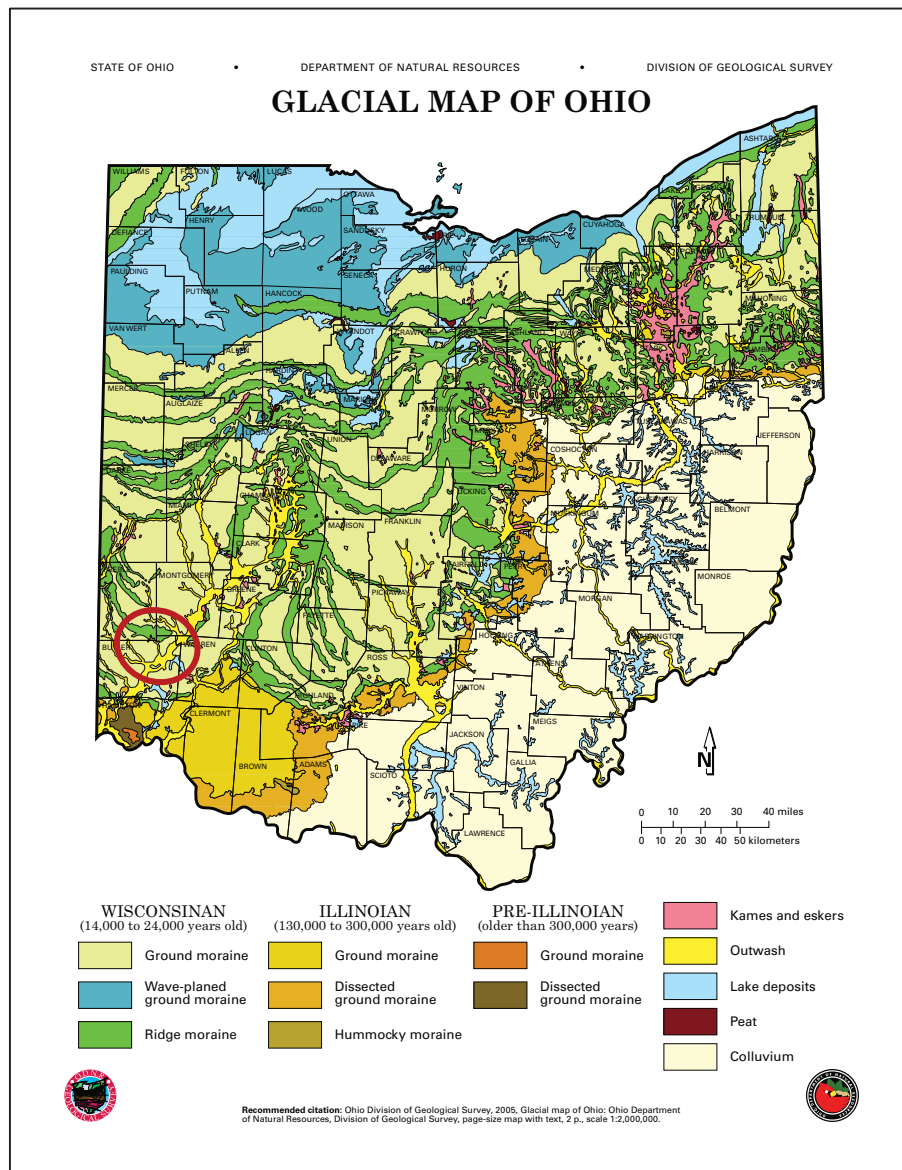 STATE OF OHIO • DEPARTMENT OF NATURAL RESOURCES • DIVISION OF GEOLOGICAL SURVEY
GLACIAL MAP OF OHIO
ASHTAB
WILLIAMS
FULTON
LUCAS
LAKE
GEAUGA
OTTAWA
WOOD
HENRY
TRUMBULL
CUYAHOGA
DEFIANCE
SANDUSKY
PAULDING
SENECA
HURON
PUTNAM
HANCOCK
MAHONING
VAN WERT
CRAWFORD
ASHLAND
ALLEN
HARDIN
MERCER
AUGLAIZE
MARION
MORROW
UNION
COSHOCTON
TUSCARAWAS
JEFFERSON
HARRISON
DELAWARE
LICKING
GUERNSEY
CHAMPAIGN
MIAMI
BELMONT
MADISON
FRANKLIN
MUSKINGUM
CLARK
MONTGOMERY
FAIRFIELD
PERRY
MONROE
GREENE
PICKAWAY
MORGAN
FAYETTE
WASHINGTON
HOCKING
BUTLER
WARREN
CLINTON
ROSS
ATHENS
VINTON
HIGHLAND
CLERMONT
MEIGS
JACKSON
BROWN
ADAMS
GALLIA
SCIOTO
LAWRENCE
N
0 10 20 30 40 miles
0 10 20 30 40 50 kilometers
WISCONSINAN
(14,000 to 24,000 years old)
Ground moraine
Wave-planed
ground moraine
Ridge moraine
ILLINOIAN
(130,000 to 300,000 years old)
Ground moraine
Dissected
ground moraine
Hummocky moraine
PRE-ILLINOIAN
(older than 300,000 years)
Ground moraine
Dissected
ground moraine
Kames and eskers
Outwash
Lake deposits
Peat
Colluvium
Recommended citation: Ohio Division of Geological Survey, 2005, Glacial map of Ohio: Ohio Department
of Natural Resources, Division of Geological Survey, page-size map with text, 2 p., scale 1:2,000,000.